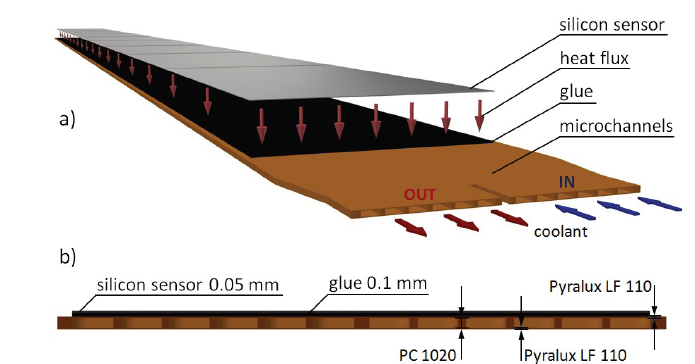 silicon sensor
heat flux
glue
a)
microchannels
OUT
IN
coolant
b)
silicon sensor 0.05 mm
glue 0.1 mm
Pyralux LF 110
PC 1020
Pyralux LF 110